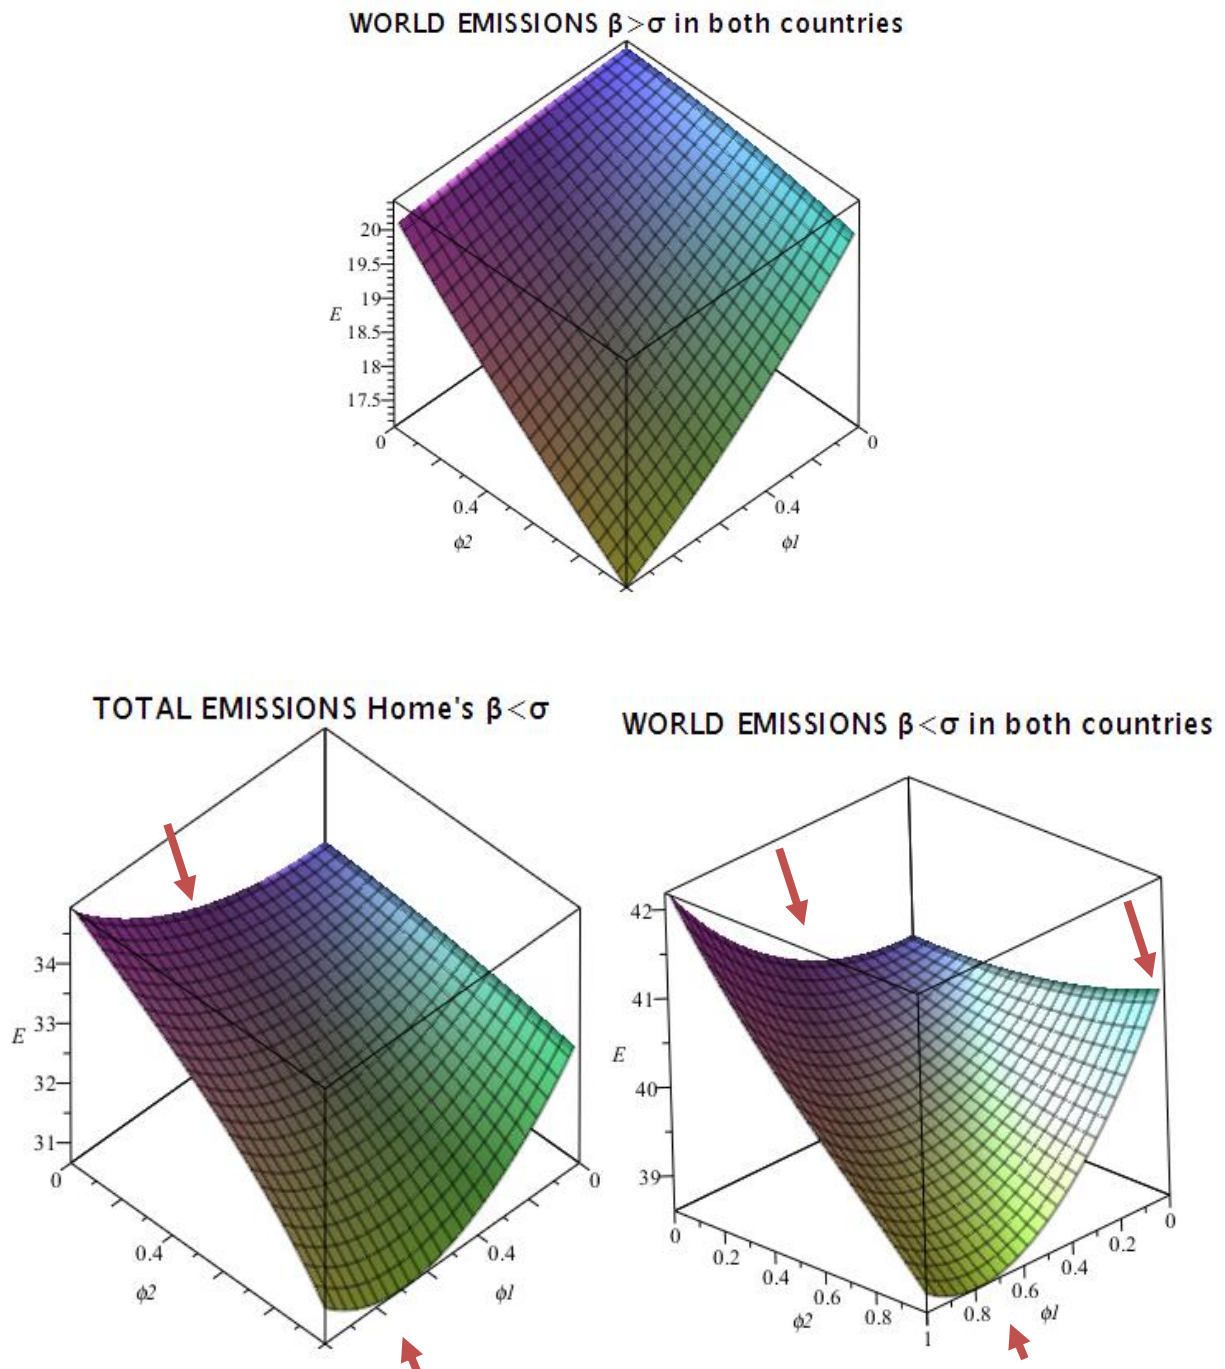 WORLD EMISSIONS β>σ in both countries
20
19.5
19
E
18.5
18
17.5
0
0
0.4
0.4
ϕ2
ϕ1
TOTAL EMISSIONS Home's β<σ
34
33
E
32
31
0
0
0.4
0.4
ϕ2
ϕ1
WORLD EMISSIONS β<σ in both countries
42
41
E
40
39
0
0.2
0.4
0.6
0.8
1
ϕ2
0
0.2
0.4
0.6
0.8
ϕ1